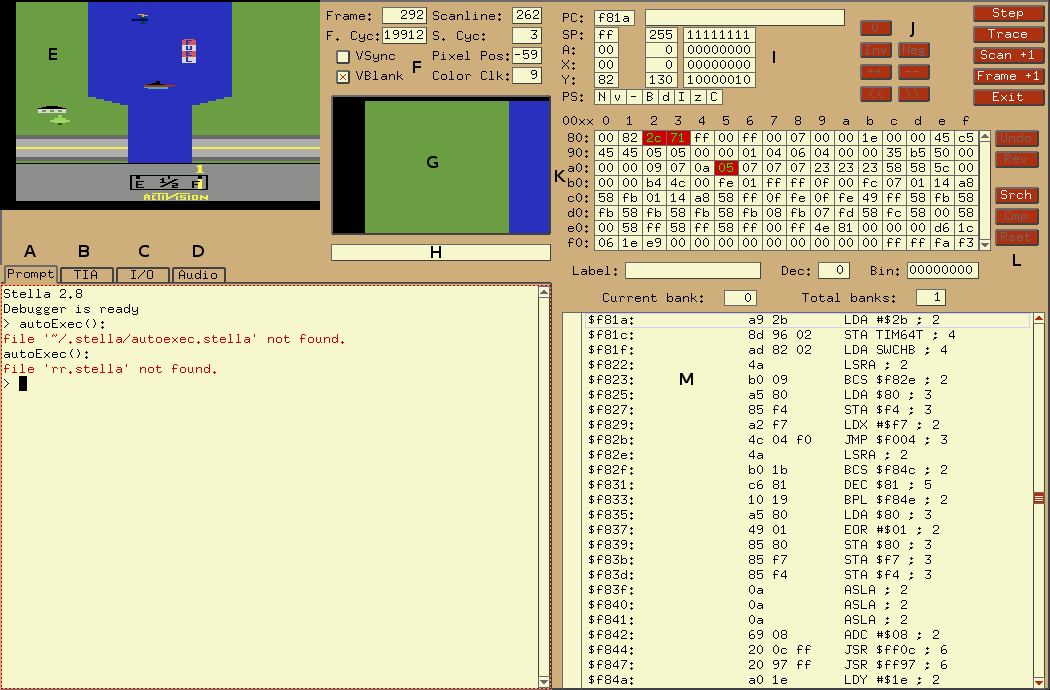 E
FUEL
1
E 1/2 F
ACTIVISION
Frame: 292 Scanline: 262
F. Cyc: 19912 S. Cyc: 3
VSync Pixel Pos: -59
VBlank F Color Clk: 9
G
H
PC: f81a
SP: ff 255 11111111
A: 00 0 00000000
X: 00 0 00000000
Y: 82 130 10000010
PS: N v - B d I z C
I
J
0
Inv Neg
++ --
<< >>
Step
Trace
Scan +1
Frame +1
Exit
K
00xx 0 1 2 3 4 5 6 7 8 9 a b c d e f
80: 00 82 2c 71 ff 00 ff 00 07 00 00 1e 00 00 45 c5
90: 45 45 05 05 00 00 01 04 06 04 00 00 35 b5 50 00
a0: 00 00 09 07 0a 05 07 07 07 23 23 23 58 58 5c 00
b0: 00 00 b4 4c 00 fe 01 ff ff 0f 00 fc 07 01 14 a8
c0: 58 fb 01 14 a8 58 ff 0f fe 0f fe 49 ff 58 fb 58
d0: fb 58 fb 58 fb 58 fb 08 fb 07 fd 58 fc 58 00 58
e0: 00 58 ff 58 ff 58 00 00 ff 4e 81 00 00 00 d6 1c
f0: 06 1e e9 00 00 00 00 00 00 00 00 00 ff ff fa f3
Undo
Rev
Srch
Cmp
Rset
L
Label: Dec: 0 Bin: 00000000
A B C D
Prompt TIA I/O Audio
Stella 2.8
Debugger is ready
> autoExec():
file '~/.stella/autoexec.stella' not found.
autoExec():
file 'rr.stella' not found.
>
Current bank: 0 Total banks: 1
M
$f81a: a9 2b LDA #$2b ; 2
$f81c: 8d 96 02 STA TIM64T ; 4
$f81f: ad 82 02 LDA SWCHB ; 4
$f822: 4a LSRA ; 2
$f823: b0 09 BCS $f82e ; 2
$f825: a5 80 LDA $80 ; 3
$f827: 85 f4 STA $f4 ; 3
$f829: a2 f7 LDX #$f7 ; 2
$f82b: 4c 04 f0 JMP $f004 ; 3
$f82e: 4a LSRA ; 2
$f82f: b0 1b BCS $f84c ; 2
$f831: c6 81 DEC $81 ; 5
$f833: 10 19 BPL $f84e ; 2
$f835: a5 80 LDA $80 ; 3
$f837: 49 01 EOR #$01 ; 2
$f839: 85 80 STA $80 ; 3
$f83b: 85 f7 STA $f7 ; 3
$f83d: 85 f4 STA $f4 ; 3
$f83f: 0a ASLA ; 2
$f840: 0a ASLA ; 2
$f841: 0a ASLA ; 2
$f842: 69 08 ADC #$08 ; 2
$f844: 20 0c ff JSR $ff0c ; 6
$f847: 20 97 ff JSR $ff97 ; 6
$f84a: a0 1e LDY #$1e ; 2